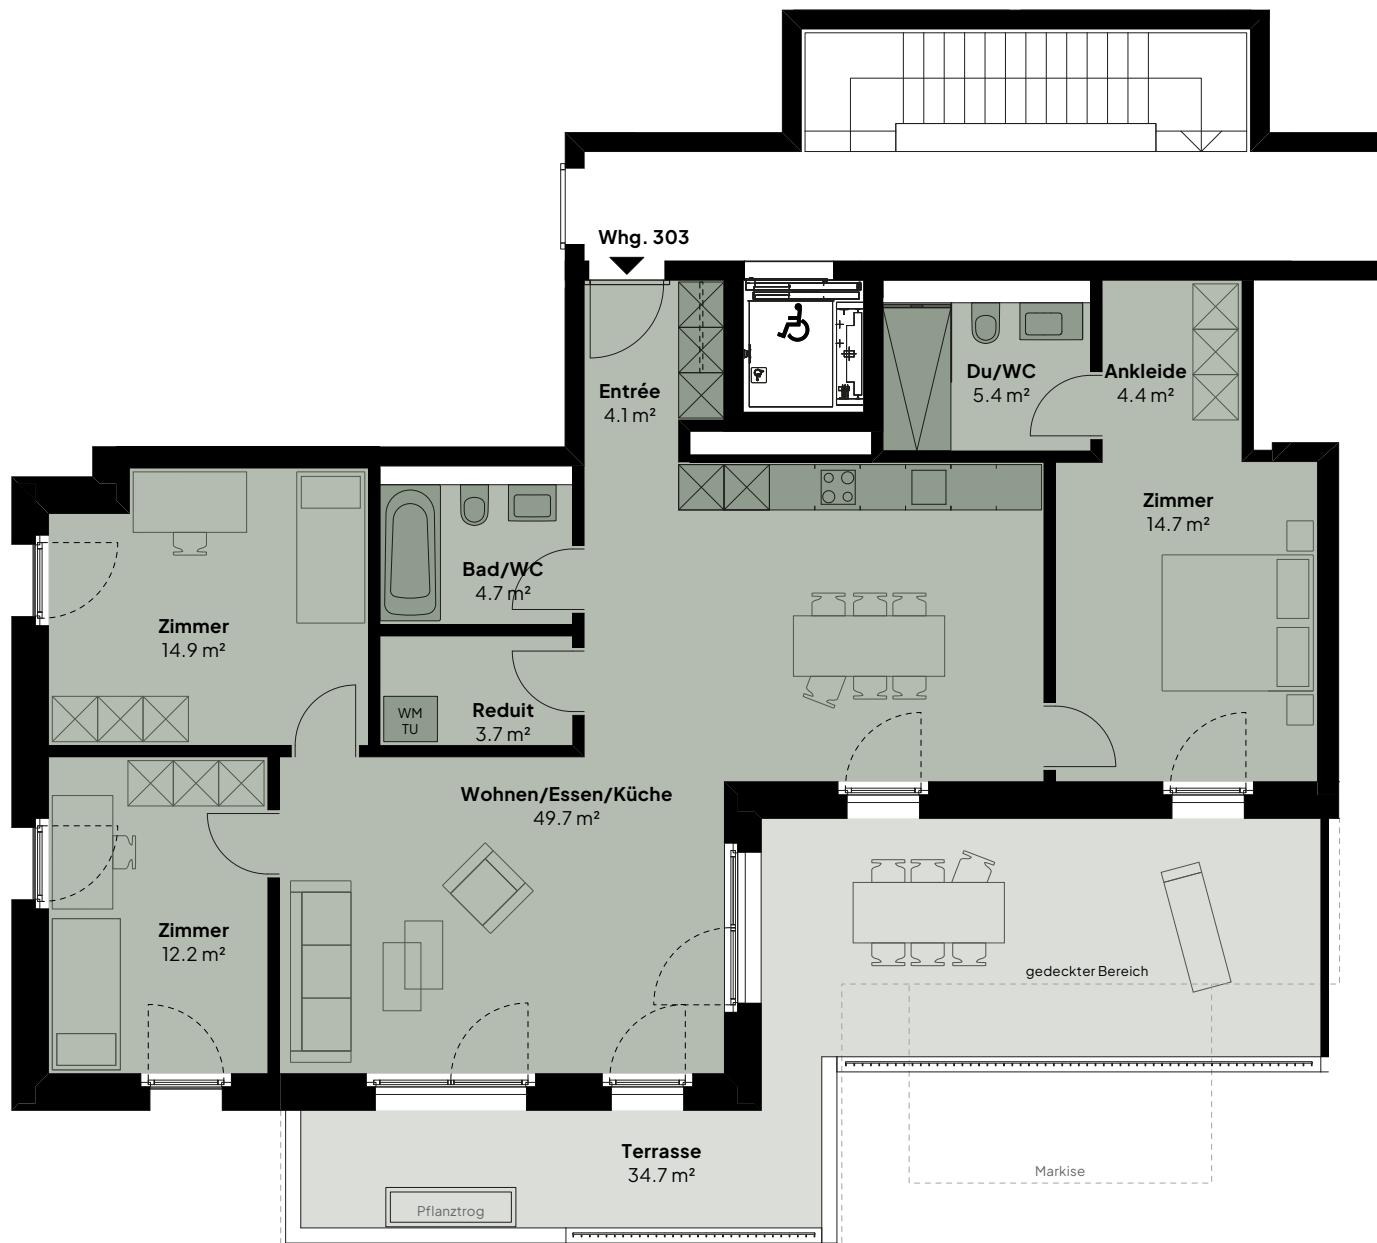 Whg. 303
Entrée
4.1 m²
Du/WC
5.4 m²
Ankleide
4.4 m²
Zimmer
14.7 m²
Bad/WC
4.7 m²
Zimmer
14.9 m²
Reduit
3.7 m²
WM
TU
Wohnen/Essen/Küche
49.7 m²
Zimmer
12.2 m²
gedeckter Bereich
Terrasse
34.7 m²
Markise
Pflanztrog